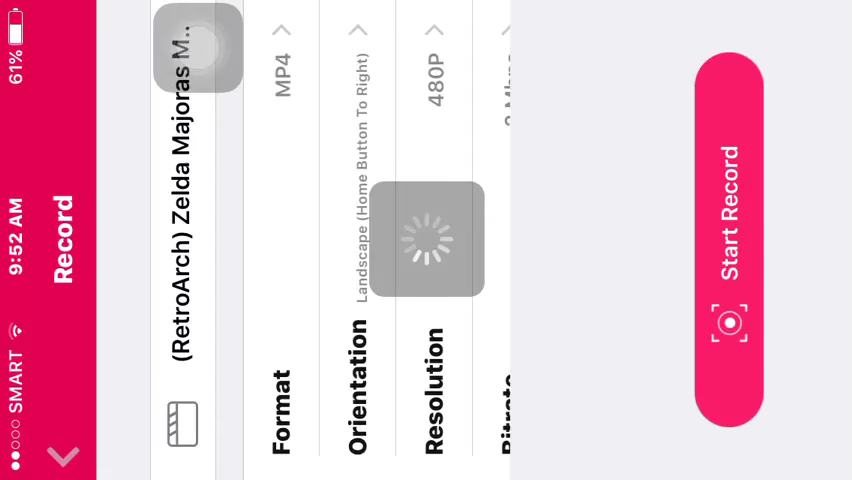 SMART 9:52 AM 61%
Record
(RetroArch) Zelda Majoras M..
Format MP4
Orientation Landscape (Home Button To Right)
Resolution 480P
Bitrate
Start Record